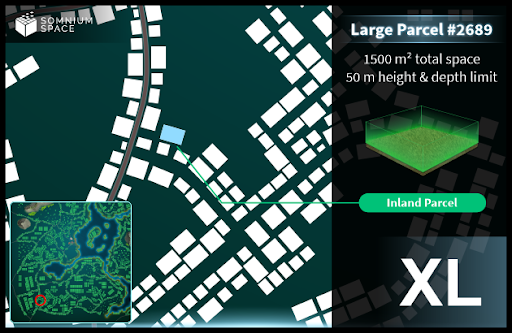 SOMNIUM
SPACE
Large Parcel #2689
1500 m² total space
50 m height & depth limit
Inland Parcel
XL